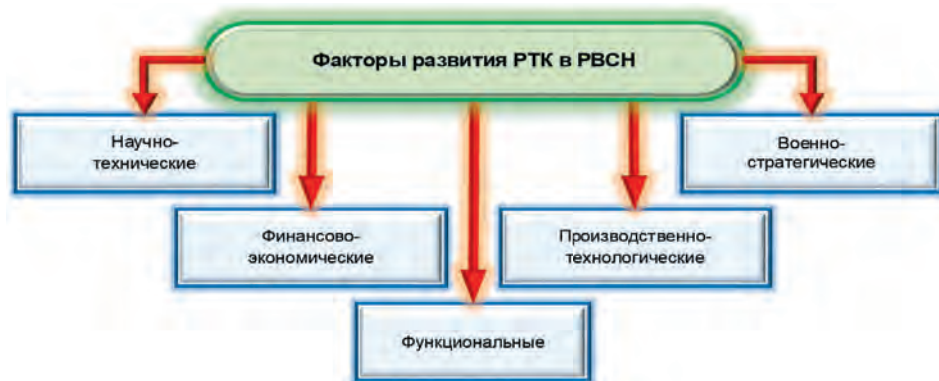 Факторы развития РТК в РВСН
Научно-
технические
Военно-
стратегические
Финансово-
экономические
Производственно-
технологические
Функциональные